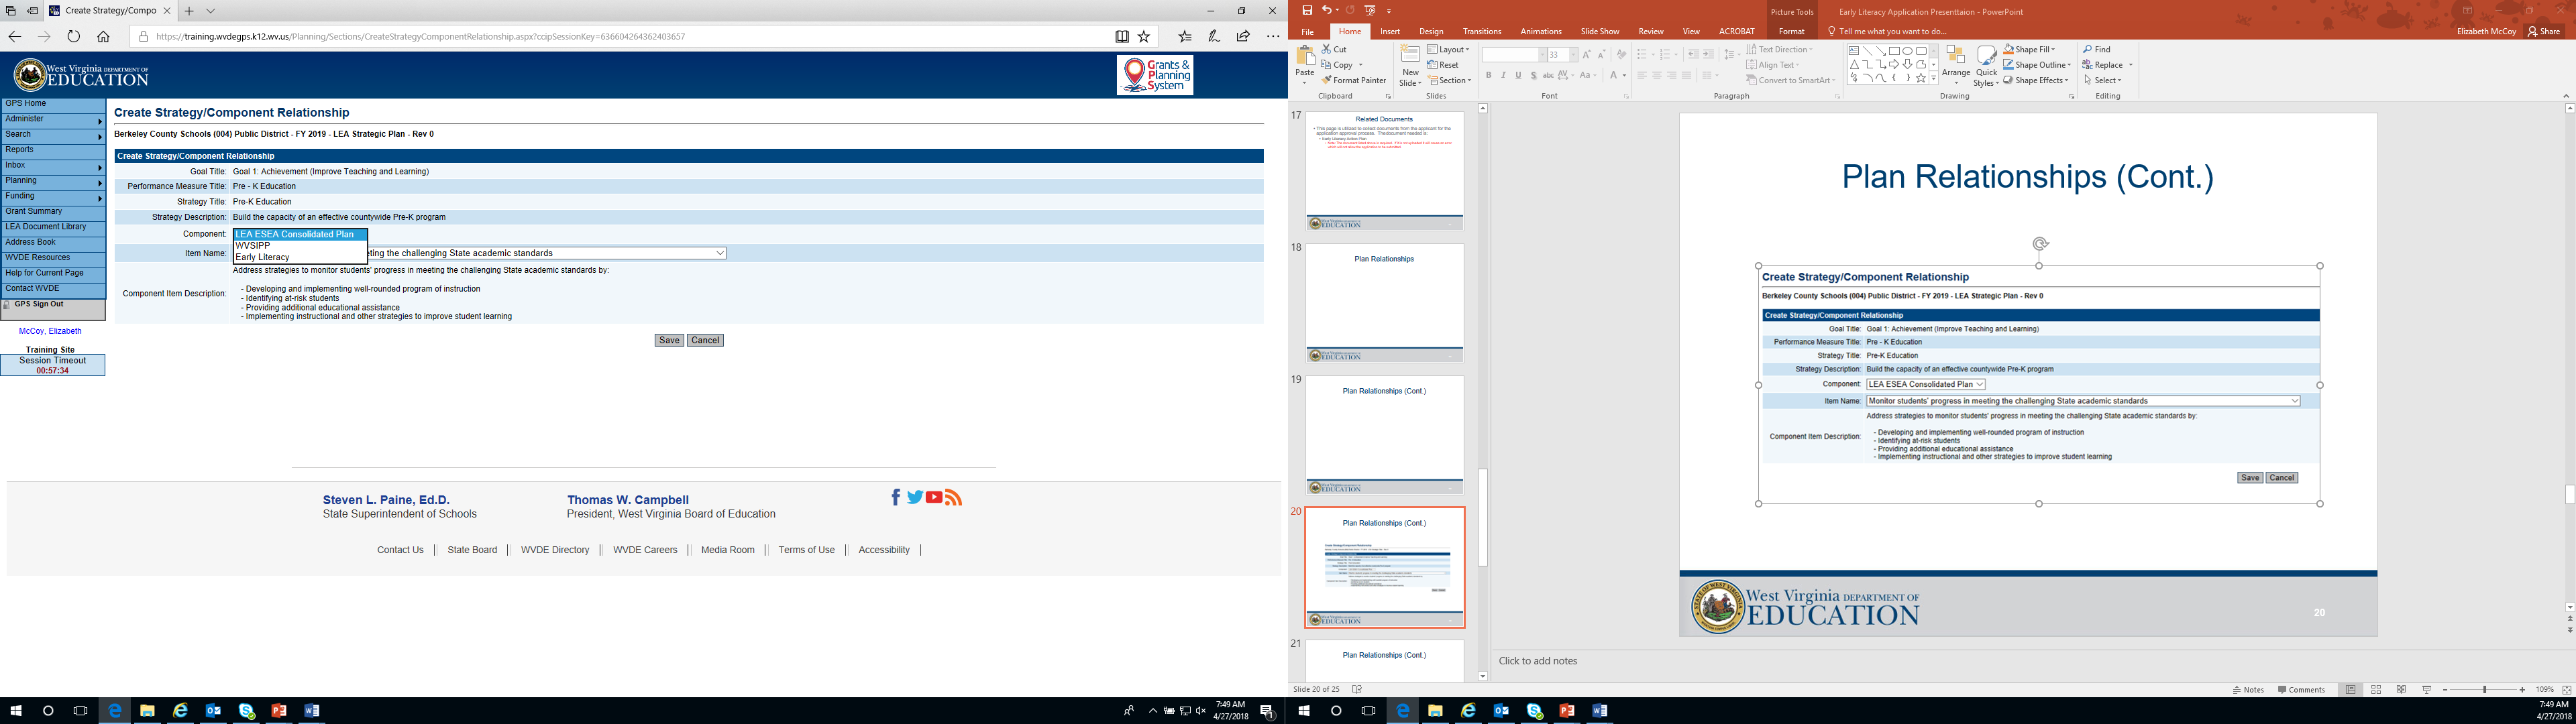 Create Strategy/Compo
https://training.wvdegps.k12.wv.us/Planning/Sections/CreateStrategyComponentRelationship.aspx?ccipSessionKey=636604264362403657
West Virginia DEPARTMENT OF
EDUCATION
Grants &
Planning
System
GPS Home
Administer
Search
Reports
Inbox
Planning
Funding
Grant Summary
LEA Document Library
Address Book
WVDE Resources
Help for Current Page
Contact WVDE
GPS Sign Out
McCoy, Elizabeth
Training Site
Session Timeout
00:57:34
Create Strategy/Component Relationship
Berkeley County Schools (004) Public District - FY 2019 - LEA Strategic Plan - Rev 0
Create Strategy/Component Relationship
Goal Title: Goal 1: Achievement (Improve Teaching and Learning)
Performance Measure Title: Pre - K Education
Strategy Title: Pre-K Education
Strategy Description: Build the capacity of an effective countywide Pre-K program
Component: LEA ESEA Consolidated Plan
WVSIPP
Early Literacy
Item Name: eting the challenging State academic standards
Address strategies to monitor students' progress in meeting the challenging State academic standards by:
Component Item Description:
- Developing and implementing well-rounded program of instruction
- Identifying at-risk students
- Providing additional educational assistance
- Implementing instructional and other strategies to improve student learning
Save Cancel
Steven L. Paine, Ed.D.
State Superintendent of Schools
Thomas W. Campbell
President, West Virginia Board of Education
Contact Us | State Board | WVDE Directory | WVDE Careers | Media Room | Terms of Use | Accessibility |
7:49 AM
4/27/2018
Picture Tools
Early Literacy Application Presenttaion - PowerPoint
File Home Insert Design Transitions Animations Slide Show Review View ACROBAT Format Tell me what you want to do...
Elizabeth McCoy Share
Paste
Cut
Copy
Format Painter
Clipboard
New
Slide
Layout
Reset
Section
Slides
33
B I U S abc AV Aa A
Font
Text Direction
Align Text
Convert to SmartArt
Paragraph
Arrange
Quick
Styles
Shape Fill
Shape Outline
Shape Effects
Drawing
Find
Replace
Select
Editing
17
Related Documents
18
Plan Relationships
19
Plan Relationships (Cont.)
20
Plan Relationships (Cont.)
21
Plan Relationships (Cont.)
Plan Relationships (Cont.)
Create Strategy/Component Relationship
Berkeley County Schools (004) Public District - FY 2019 - LEA Strategic Plan - Rev 0
Create Strategy/Component Relationship
Goal Title: Goal 1: Achievement (Improve Teaching and Learning)
Performance Measure Title: Pre - K Education
Strategy Title: Pre-K Education
Strategy Description: Build the capacity of an effective countywide Pre-K program
Component: LEA ESEA Consolidated Plan
Item Name: Monitor students' progress in meeting the challenging State academic standards
Address strategies to monitor students' progress in meeting the challenging State academic standards by:
Component Item Description:
- Developing and implementing well-rounded program of instruction
- Identifying at-risk students
- Providing additional educational assistance
- Implementing instructional and other strategies to improve student learning
Save Cancel
West Virginia DEPARTMENT OF
EDUCATION
20
Click to add notes
Slide 20 of 25
Notes Comments
109%
7:49 AM
4/27/2018